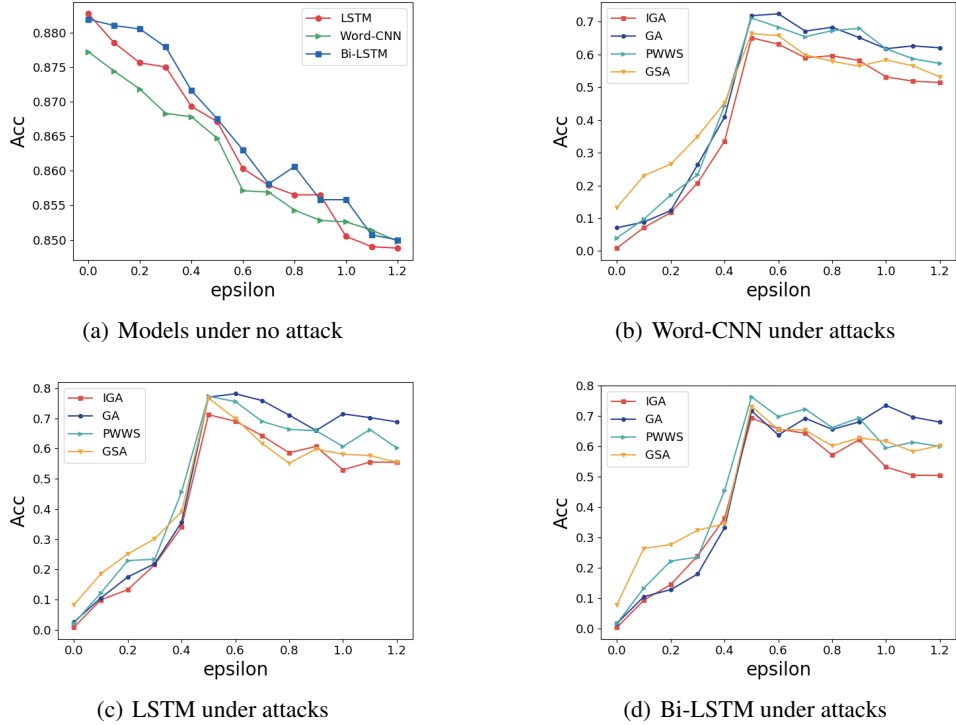 0.880
0.875
0.870
0.865
0.860
0.855
0.850
Acc
LSTM
Word-CNN
Bi-LSTM
0.0 0.2 0.4 0.6 0.8 1.0 1.2
epsilon
(a) Models under no attack
0.7
0.6
0.5
0.4
0.3
0.2
0.1
0.0
Acc
IGA
GA
PWWS
GSA
0.0 0.2 0.4 0.6 0.8 1.0 1.2
epsilon
(b) Word-CNN under attacks
0.8
0.7
0.6
0.5
0.4
0.3
0.2
0.1
0.0
Acc
IGA
GA
PWWS
GSA
0.0 0.2 0.4 0.6 0.8 1.0 1.2
epsilon
(c) LSTM under attacks
0.8
0.7
0.6
0.5
0.4
0.3
0.2
0.1
0.0
Acc
IGA
GA
PWWS
GSA
0.0 0.2 0.4 0.6 0.8 1.0 1.2
epsilon
(d) Bi-LSTM under attacks